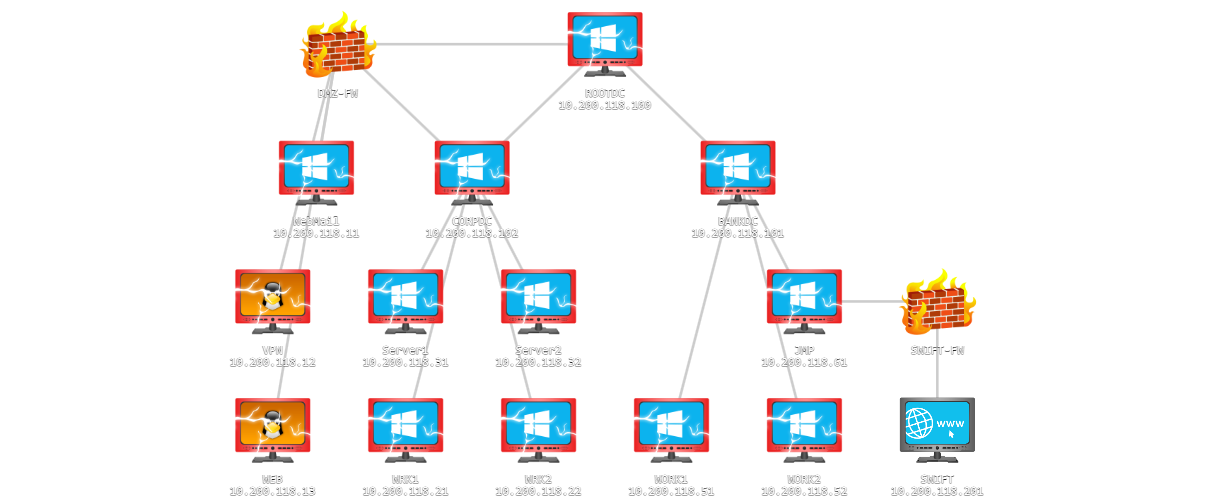 DMZ-FW
ROOTDC
10.200.118.100
WebMail
10.200.118.11
CORPDC
10.200.118.102
BANKDC
10.200.118.101
VPN
10.200.118.12
Server1
10.200.118.31
Server2
10.200.118.32
JMP
10.200.118.61
SWIFT-FW
WEB
10.200.118.13
WRK1
10.200.118.21
WRK2
10.200.118.22
WORK1
10.200.118.51
WORK2
10.200.118.52
WWW
SWIFT
10.200.118.201